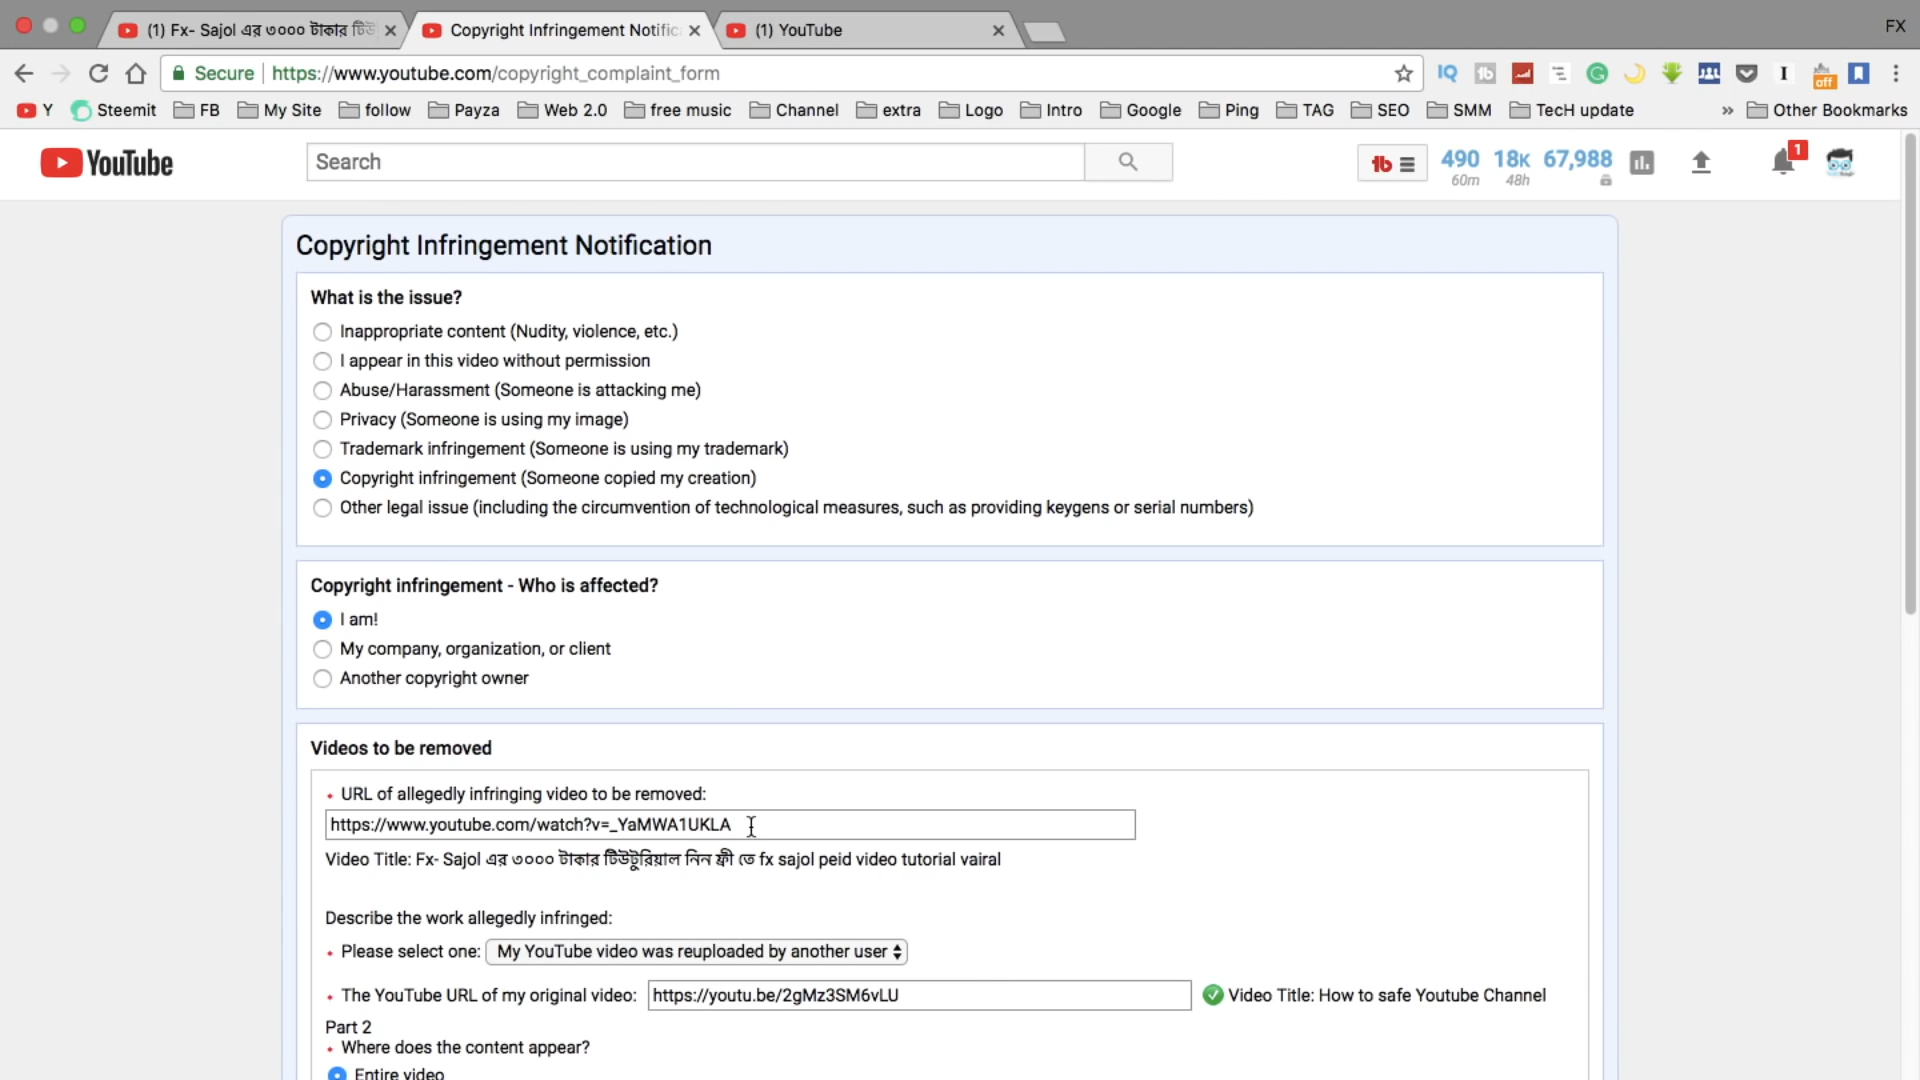 (1) Fx- Sajol এর ৩০০০ টাকার টিউ
Copyright Infringement Notific
(1) YouTube
FX
Secure
https://www.youtube.com/copyright_complaint_form
IQ
off
Y
Steemit
FB
My Site
follow
Payza
Web 2.0
free music
Channel
extra
Logo
Intro
Google
Ping
TAG
SEO
SMM
TecH update
»
Other Bookmarks
YouTube
Search
490 18K 67,988
60m 48h
1
Copyright Infringement Notification
What is the issue?
Inappropriate content (Nudity, violence, etc.)
I appear in this video without permission
Abuse/Harassment (Someone is attacking me)
Privacy (Someone is using my image)
Trademark infringement (Someone is using my trademark)
Copyright infringement (Someone copied my creation)
Other legal issue (including the circumvention of technological measures, such as providing keygens or serial numbers)
Copyright infringement - Who is affected?
I am!
My company, organization, or client
Another copyright owner
Videos to be removed
URL of allegedly infringing video to be removed:
https://www.youtube.com/watch?v=_YaMWA1UKLA
Video Title: Fx- Sajol এর ৩০০০ টাকার টিউটুরিয়াল নিন ফ্রী তে fx sajol peid video tutorial vairal
Describe the work allegedly infringed:
Please select one: My YouTube video was reuploaded by another user
The YouTube URL of my original video: https://youtu.be/2gMz3SM6vLU Video Title: How to safe Youtube Channel
Part 2
Where does the content appear?
Entire video